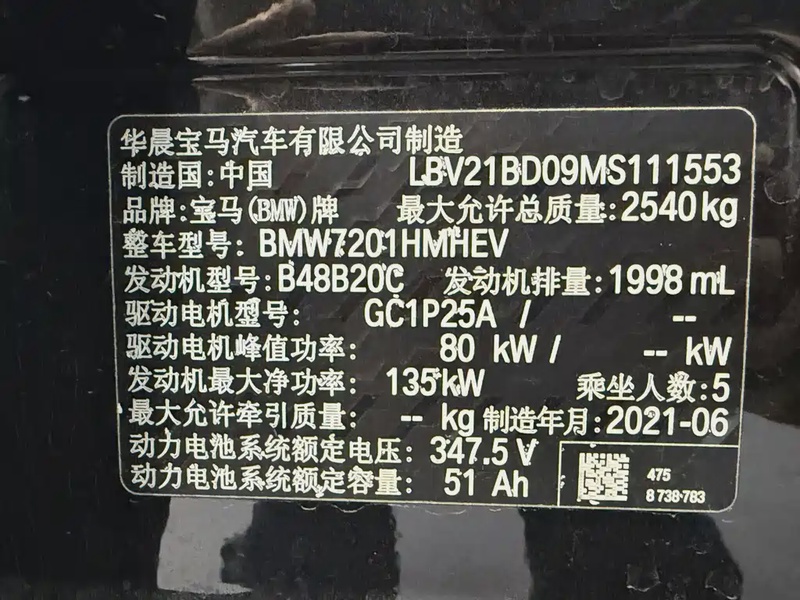 华晨宝马汽车有限公司制造
制造国:中国 LBV21BD09MS111553
品牌:宝马(BMW)牌 最大允许总质量:2540kg
整车型号: BMW7201HMHEV
发动机型号:B48B20C 发动机排量:1998 mL
驱动电机型号: GC1P25A / --
驱动电机峰值功率: 80 kW / -- kW
发动机最大净功率: 135kW 乘坐人数:5
最大允许牵引质量: -- kg 制造年月:2021-06
动力电池系统额定电压: 347.5 V
动力电池系统额定容量: 51 Ah
475
8 738-783